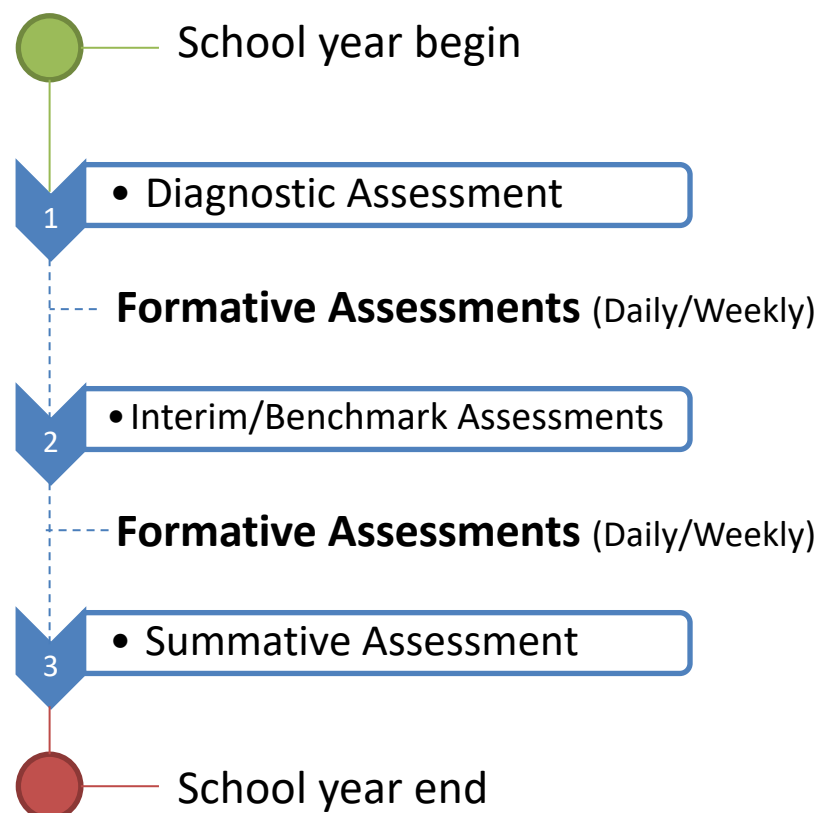 School year begin
1 • Diagnostic Assessment
Formative Assessments (Daily/Weekly)
2 • Interim/Benchmark Assessments
Formative Assessments (Daily/Weekly)
3 • Summative Assessment
School year end